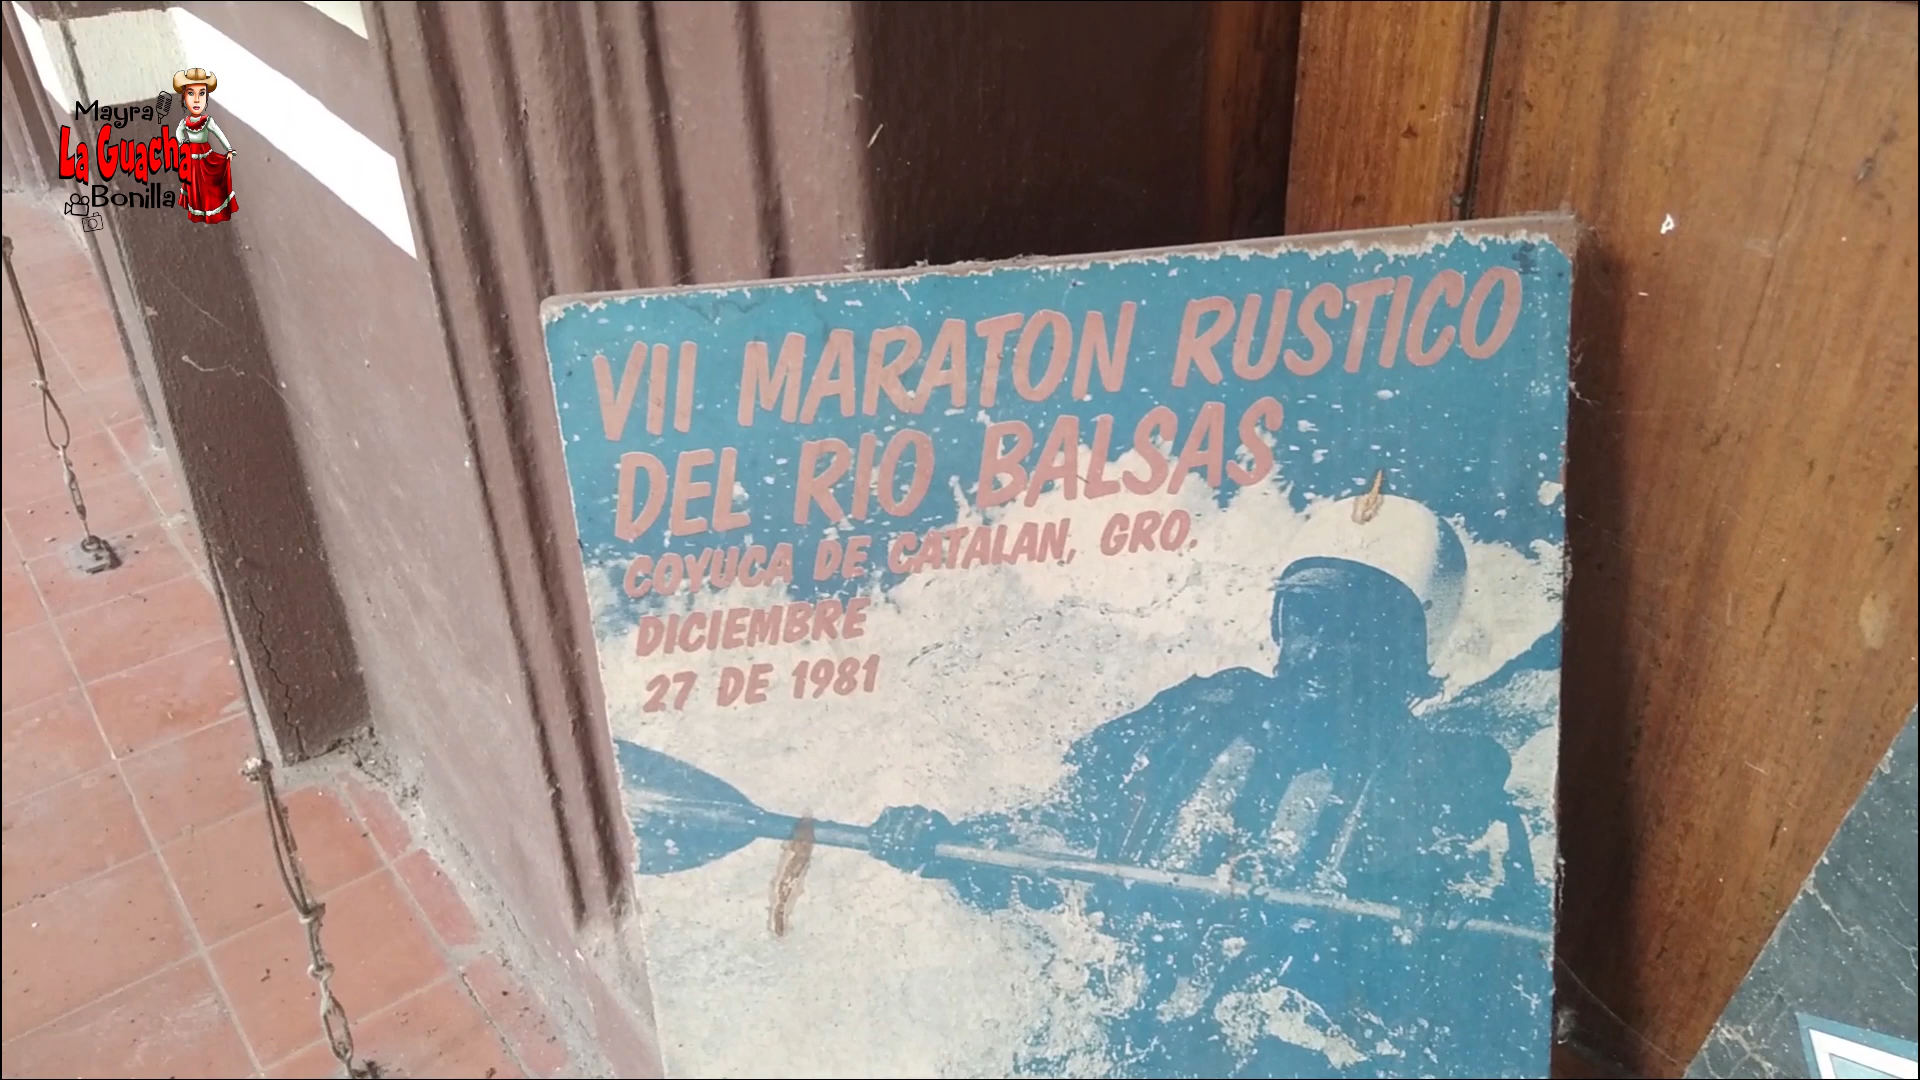 Mayra
La Guacha
Bonilla
VII MARATON RUSTICO
DEL RIO BALSAS
COYUCA DE CATALAN, GRO.
DICIEMBRE
27 DE 1981